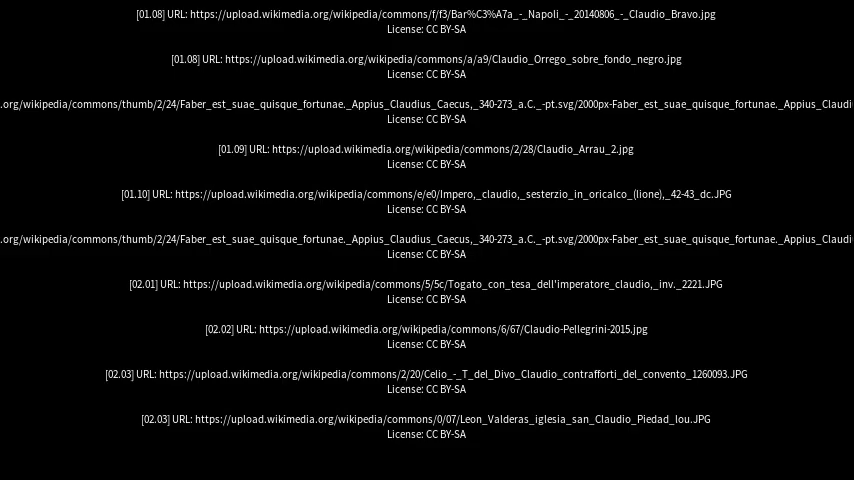 [01.08] URL: https://upload.wikimedia.org/wikipedia/commons/f/f3/Bar%C3%A7a_-_Napoli_-_20140806_-_Claudio_Bravo.jpg
License: CC BY-SA
[01.08] URL: https://upload.wikimedia.org/wikipedia/commons/a/a9/Claudio_Orrego_sobre_fondo_negro.jpg
License: CC BY-SA
.org/wikipedia/commons/thumb/2/24/Faber_est_suae_quisque_fortunae._Appius_Claudius_Caecus,_340-273_a.C._-pt.svg/2000px-Faber_est_suae_quisque_fortunae._Appius_Claudi
License: CC BY-SA
[01.09] URL: https://upload.wikimedia.org/wikipedia/commons/2/28/Claudio_Arrau_2.jpg
License: CC BY-SA
[01.10] URL: https://upload.wikimedia.org/wikipedia/commons/e/e0/Impero,_claudio,_sesterzio_in_oricalco_(lione),_42-43_dc.JPG
License: CC BY-SA
.org/wikipedia/commons/thumb/2/24/Faber_est_suae_quisque_fortunae._Appius_Claudius_Caecus,_340-273_a.C._-pt.svg/2000px-Faber_est_suae_quisque_fortunae._Appius_Claudi
License: CC BY-SA
[02.01] URL: https://upload.wikimedia.org/wikipedia/commons/5/5c/Togato_con_tesa_dell'imperatore_claudio,_inv._2221.JPG
License: CC BY-SA
[02.02] URL: https://upload.wikimedia.org/wikipedia/commons/6/67/Claudio-Pellegrini-2015.jpg
License: CC BY-SA
[02.03] URL: https://upload.wikimedia.org/wikipedia/commons/2/20/Celio_-_T_del_Divo_Claudio_contrafforti_del_convento_1260093.JPG
License: CC BY-SA
[02.03] URL: https://upload.wikimedia.org/wikipedia/commons/0/07/Leon_Valderas_iglesia_san_Claudio_Piedad_lou.JPG
License: CC BY-SA